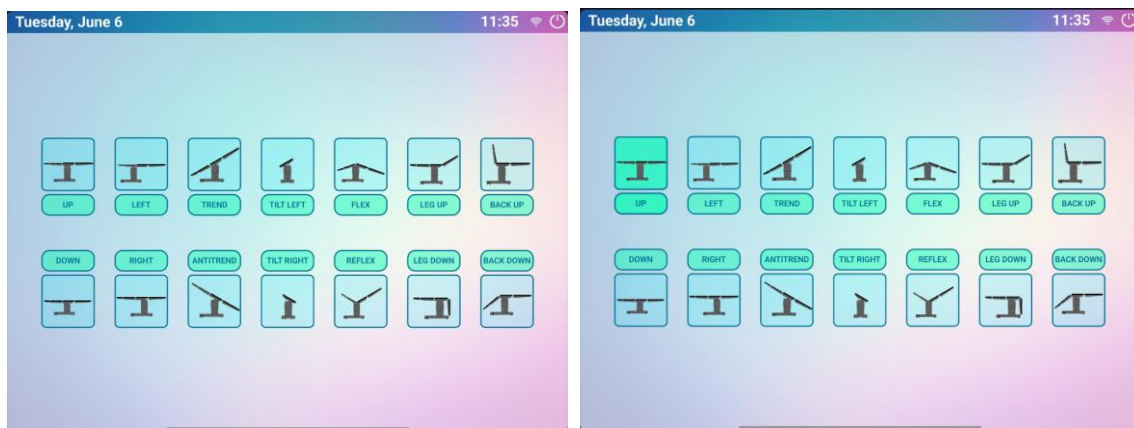 Tuesday, June 6 11:35
UP LEFT TREND TILT LEFT FLEX LEG UP BACK UP
DOWN RIGHT ANTITREND TILT RIGHT REFLEX LEG DOWN BACK DOWN
Tuesday, June 6 11:35
UP LEFT TREND TILT LEFT FLEX LEG UP BACK UP
DOWN RIGHT ANTITREND TILT RIGHT REFLEX LEG DOWN BACK DOWN